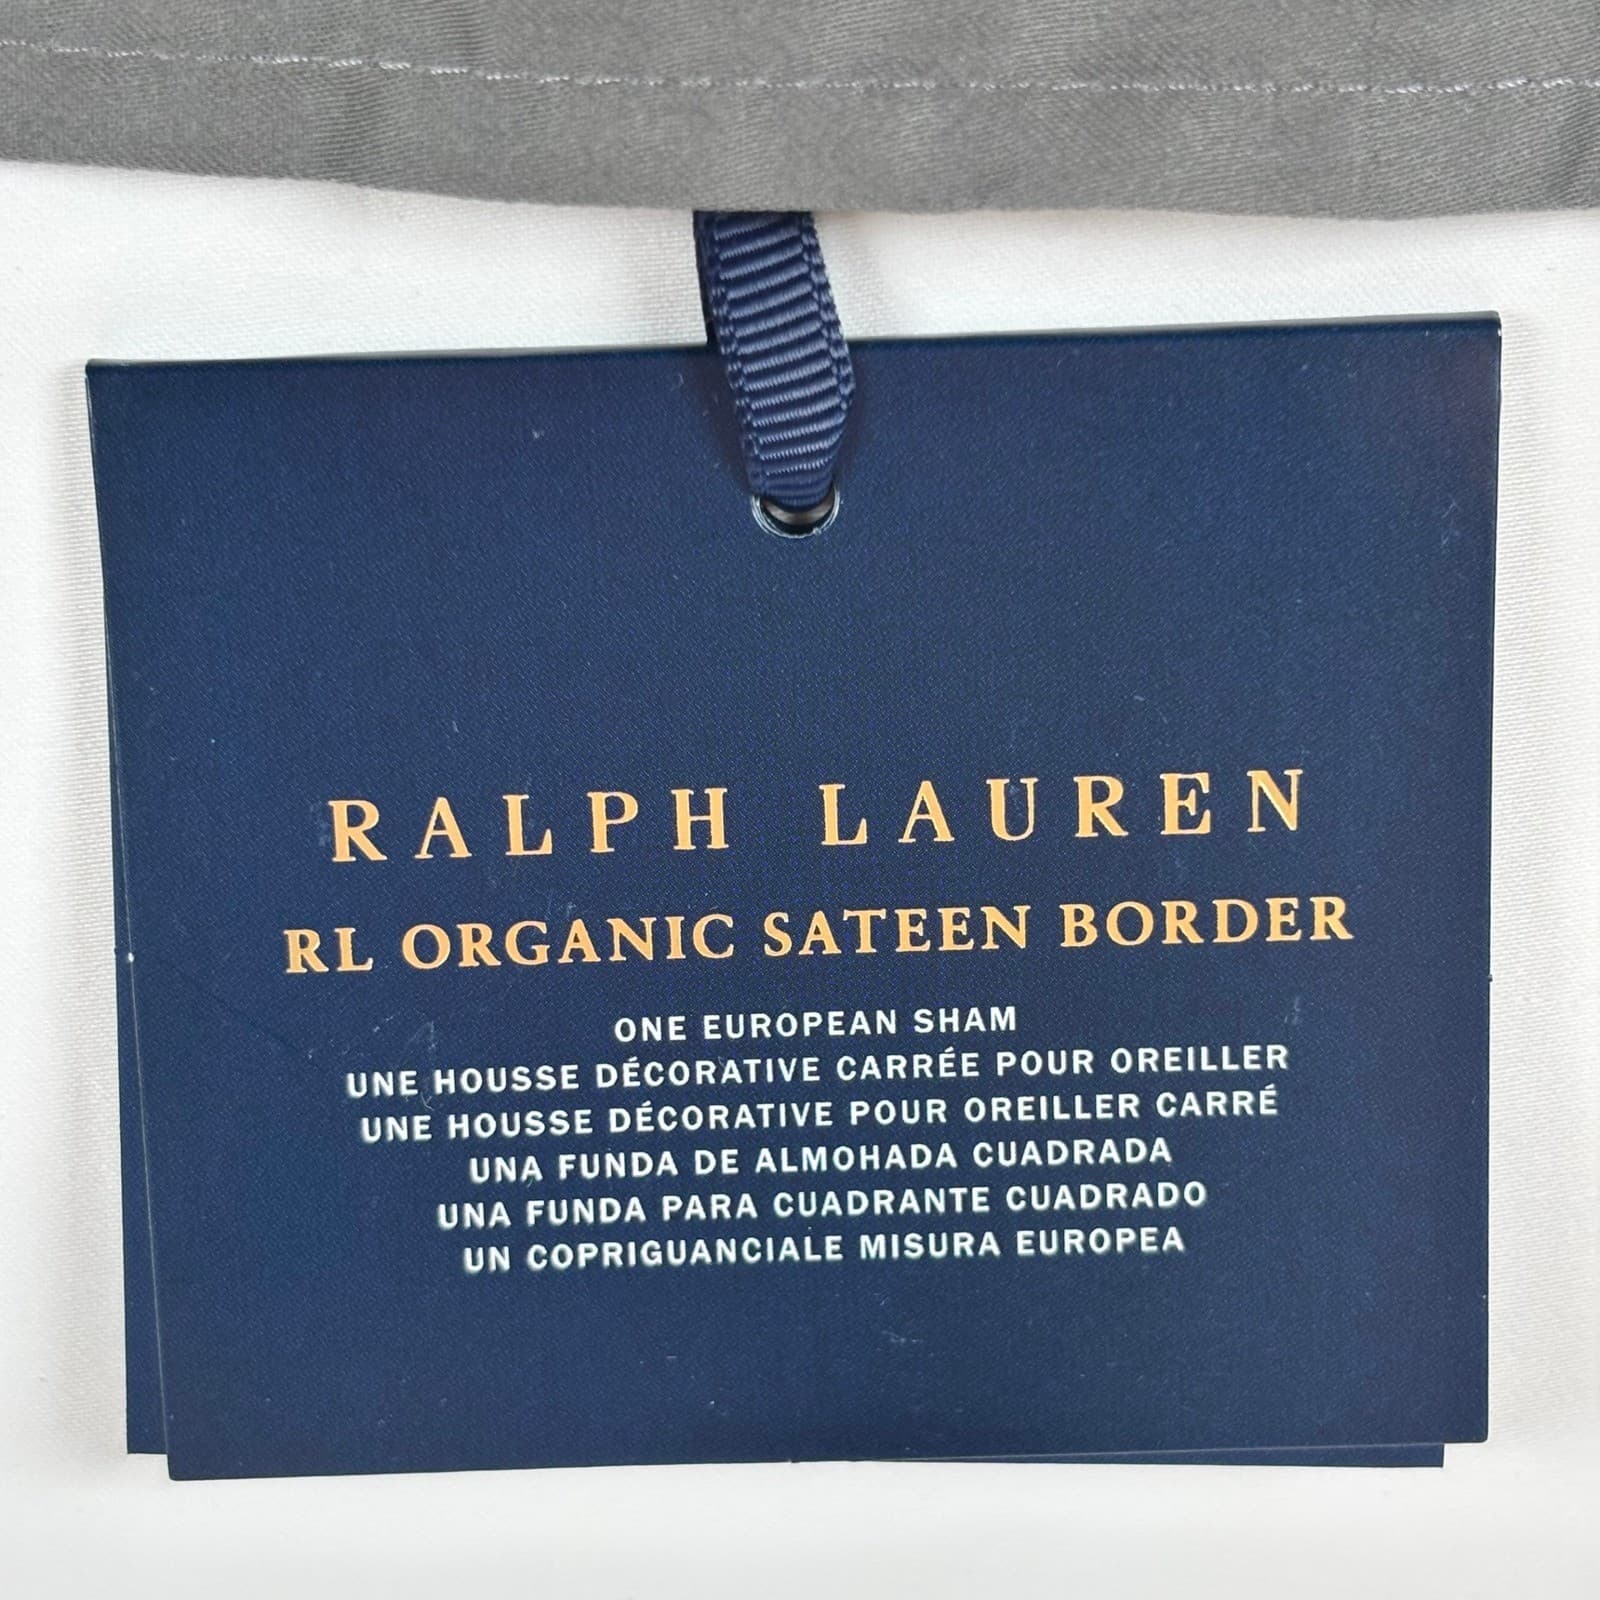 RALPH LAUREN
RL ORGANIC SATEEN BORDER
ONE EUROPEAN SHAM
UNE HOUSSE DÉCORATIVE CARRÉE POUR OREILLER
UNE HOUSSE DÉCORATIVE POUR OREILLER CARRÉ
UNA FUNDA DE ALMOHADA CUADRADA
UNA FUNDA PARA CUADRANTE CUADRADO
UN COPRIGUANCIALE MISURA EUROPEA